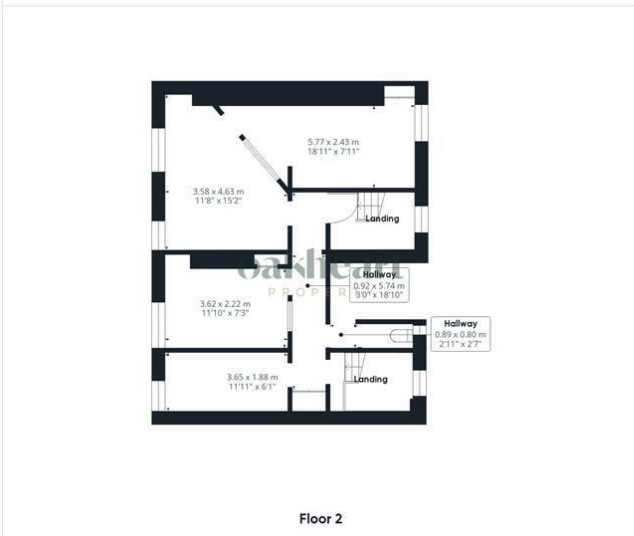 5.77 x 2.43 m
18'11" x 7'11"
3.58 x 4.63 m
11'8" x 15'2"
Landing
oakheart
PROPER
Hallway
0.92 x 5.74 m
3'0" x 18'10"
3.62 x 2.22 m
11'10" x 7'3"
Hallway
0.89 x 0.80 m
2'11" x 2'7"
3.65 x 1.88 m
11'11" x 6'1"
Landing
Floor 2